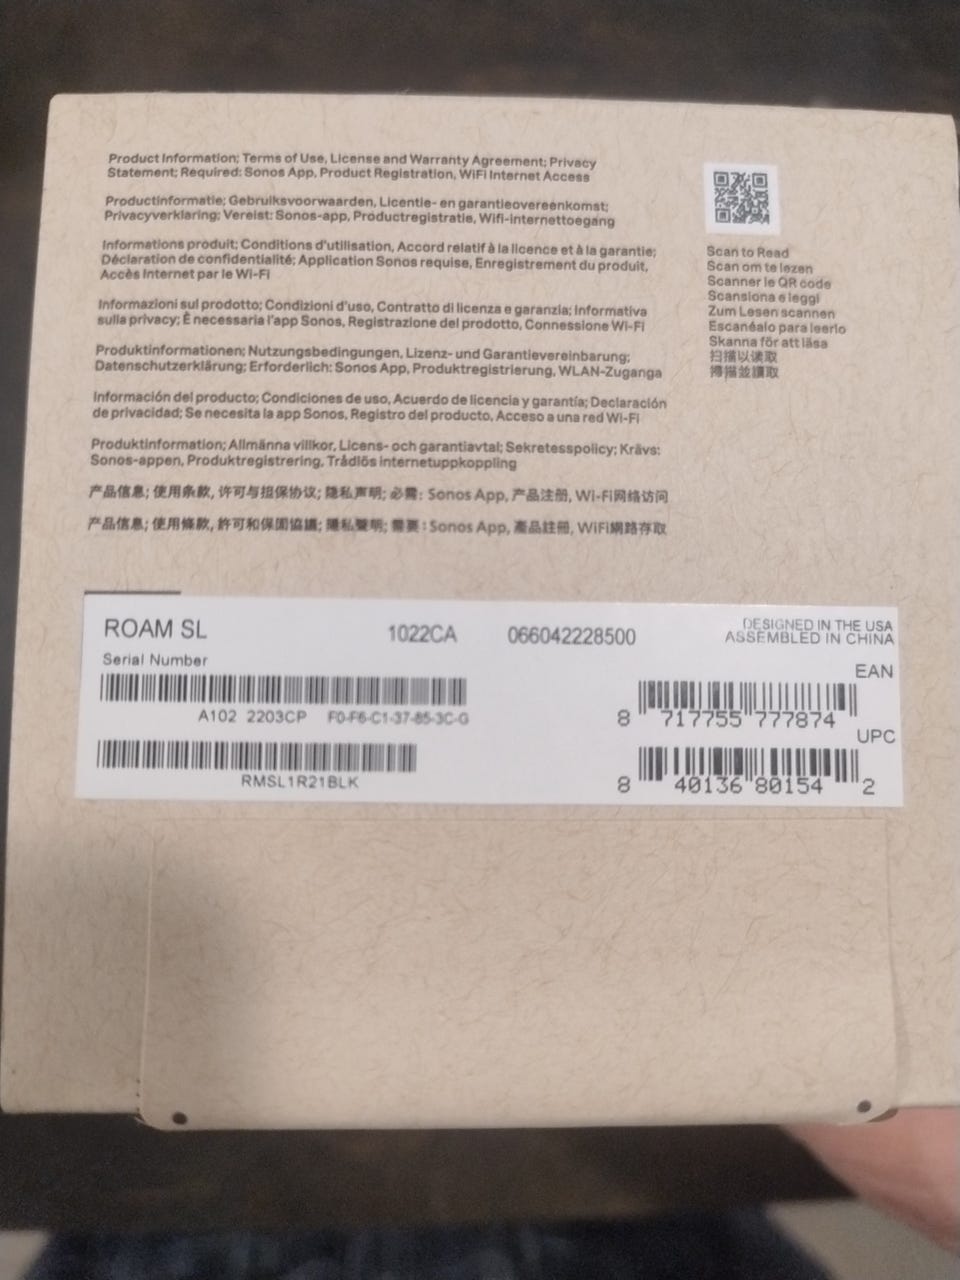 Product Information; Terms of Use, License and Warranty Agreement; Privacy
Statement; Required: Sonos App, Product Registration, WiFi Internet Access
Productinformatie; Gebruiksvoorwaarden, Licentie- en garantieovereenkomst;
Privacyverklaring; Vereist: Sonos-app, Productregistratie, Wifi-internettoegang
Informations produit; Conditions d'utilisation, Accord relatif à la licence et à la garantie;
Déclaration de confidentialité; Application Sonos requise, Enregistrement du produit,
Accès Internet par le Wi-Fi
Informazioni sul prodotto; Condizioni d'uso, Contratto di licenza e garanzia; Informativa
sulla privacy; È necessaria l'app Sonos, Registrazione del prodotto, Connessione Wi-Fi
Produktinformationen; Nutzungsbedingungen, Lizenz- und Garantievereinbarung;
Datenschutzerklärung; Erforderlich: Sonos App, Produktregistrierung, WLAN-Zuganga
Información del producto; Condiciones de uso, Acuerdo de licencia y garantía; Declaración
de privacidad; Se necesita la app Sonos, Registro del producto, Acceso a una red Wi-Fi
Produktinformation; Allmänna villkor, Licens- och garantiavtal; Sekretesspolicy; Krävs:
Sonos-appen, Produktregistrering, Trådlös internetuppkoppling
产品信息; 使用条款, 许可与担保协议; 隐私声明; 必需: Sonos App, 产品注册, Wi-Fi网络访问
產品信息; 使用條款, 許可和保固協議; 隱私聲明; 需要: Sonos App, 產品註冊, WiFi網路存取
Scan to Read
Scan om te lezen
Scanner le QR code
Scansiona e leggi
Zum Lesen scannen
Escanéalo para leerlo
Skanna för att läsa
扫描以读取
掃描並讀取
ROAM SL 1022CA 066042228500
DESIGNED IN THE USA
ASSEMBLED IN CHINA
Serial Number
A102 2203CP F0-F6-C1-37-85-3C-G
RMSL1R21BLK
EAN
8 717755 777874
UPC
8 40136 80154 2